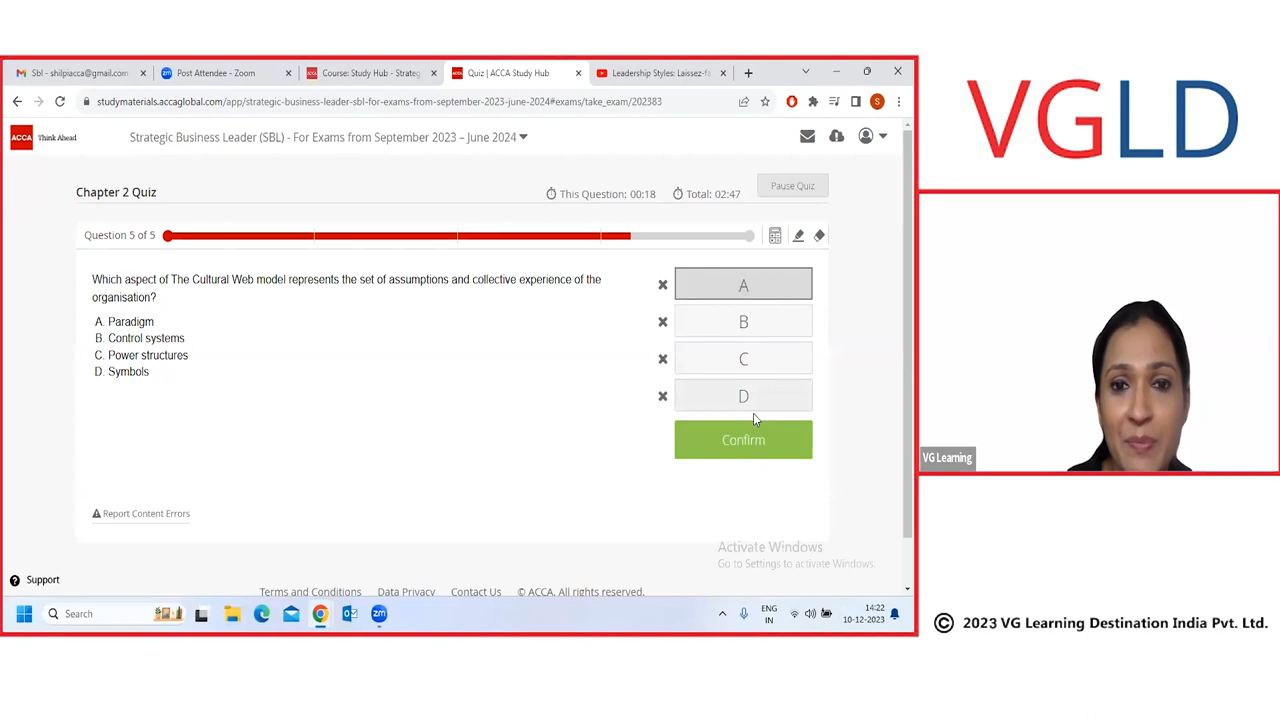 Sbl - shilpiacca@gmail.com
Post Attendee - Zoom
Course: Study Hub - Strateg
Quiz | ACCA Study Hub
Leadership Styles: Laissez-fa
studymaterials.accaglobal.com/app/strategic-business-leader-sbl-for-exams-from-september-2023-june-2024#exams/take_exam/202383
S
ACCA Think Ahead
Strategic Business Leader (SBL) - For Exams from September 2023 – June 2024
Chapter 2 Quiz
This Question: 00:18
Total: 02:47
Pause Quiz
Question 5 of 5
Which aspect of The Cultural Web model represents the set of assumptions and collective experience of the
organisation?
A. Paradigm
B. Control systems
C. Power structures
D. Symbols
A
B
C
D
Confirm
Report Content Errors
Activate Windows
Go to Settings to activate Windows.
Support
Terms and Conditions Data Privacy Contact Us © ACCA. All rights reserved.
Search
zm
ENG
IN
14:22
10-12-2023
VGLD
VG Learning
© 2023 VG Learning Destination India Pvt. Ltd.